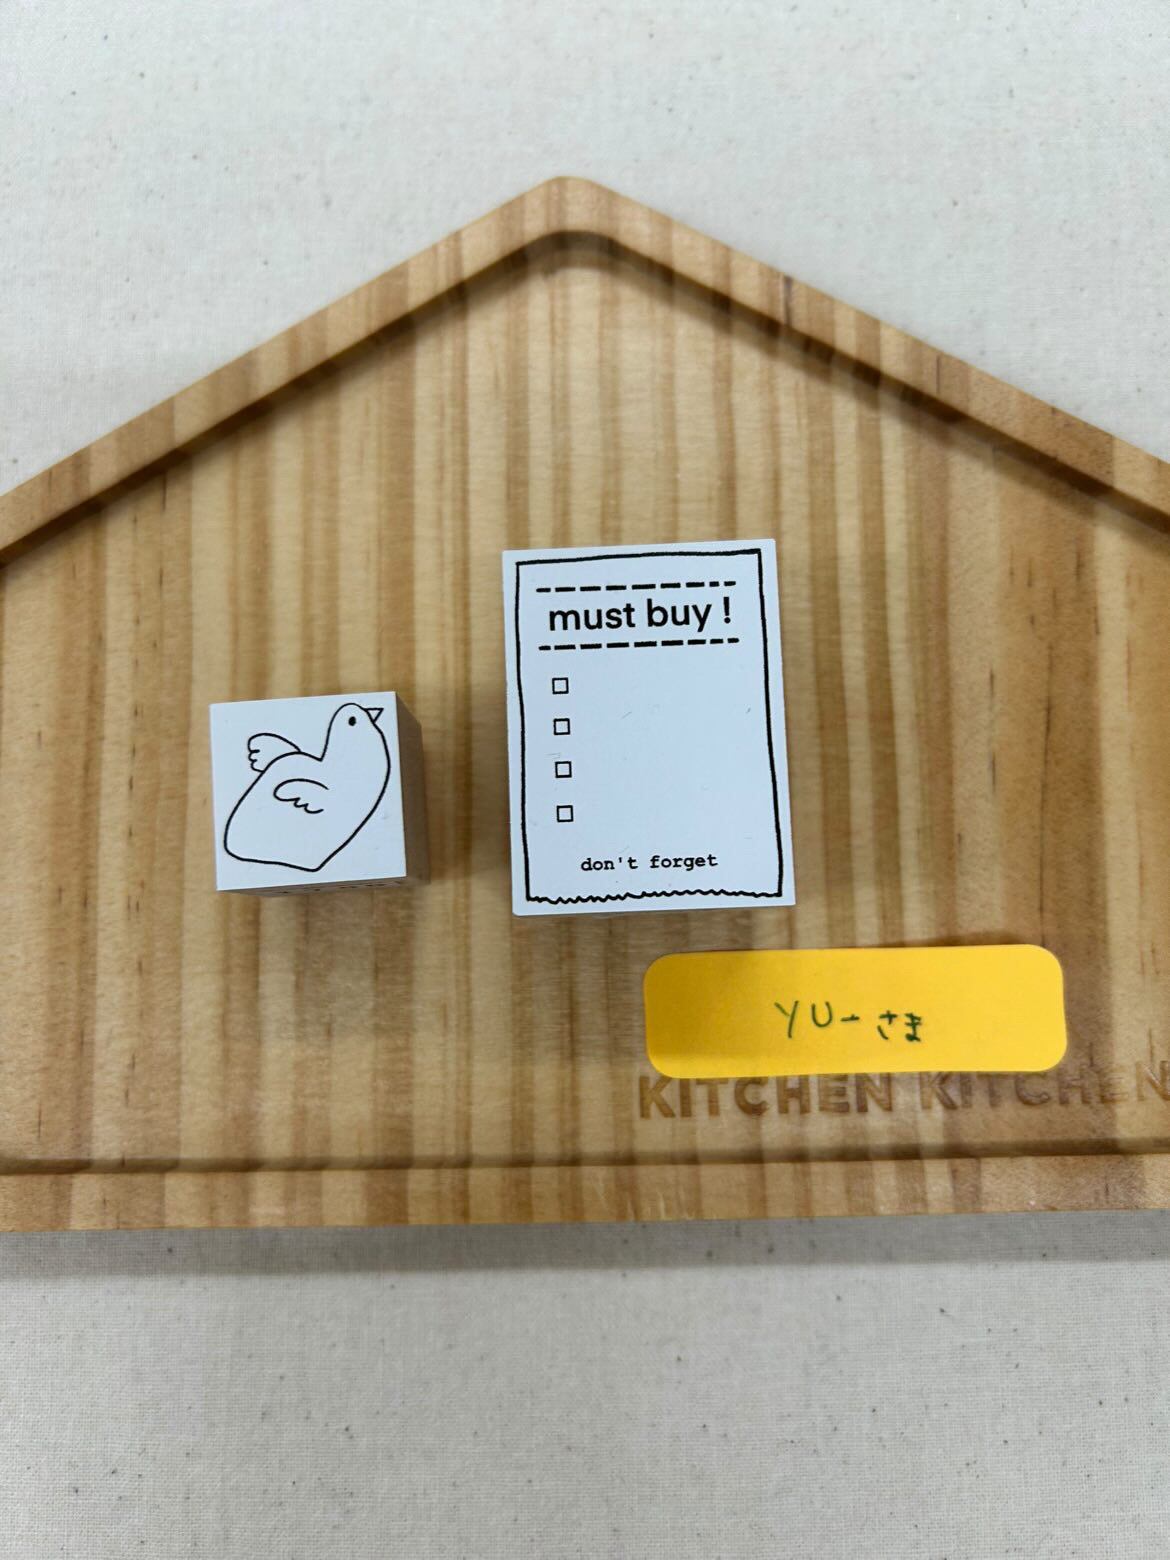 must buy !
don't forget
YUーさま
KITCHEN KITCHEN